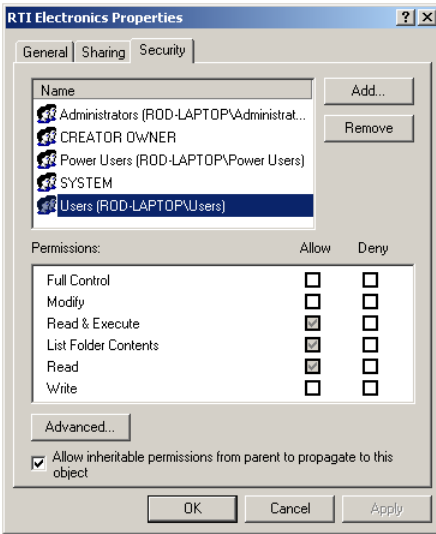 RTI Electronics Properties
General Sharing Security
Name
Administrators (ROD-LAPTOP\Administrat...
CREATOR OWNER
Power Users (ROD-LAPTOP\Power Users)
SYSTEM
Users (ROD-LAPTOP\Users)
Add...
Remove
Permissions: Allow Deny
Full Control
Modify
Read & Execute
List Folder Contents
Read
Write
Advanced...
Allow inheritable permissions from parent to propagate to this
object
OK Cancel Apply